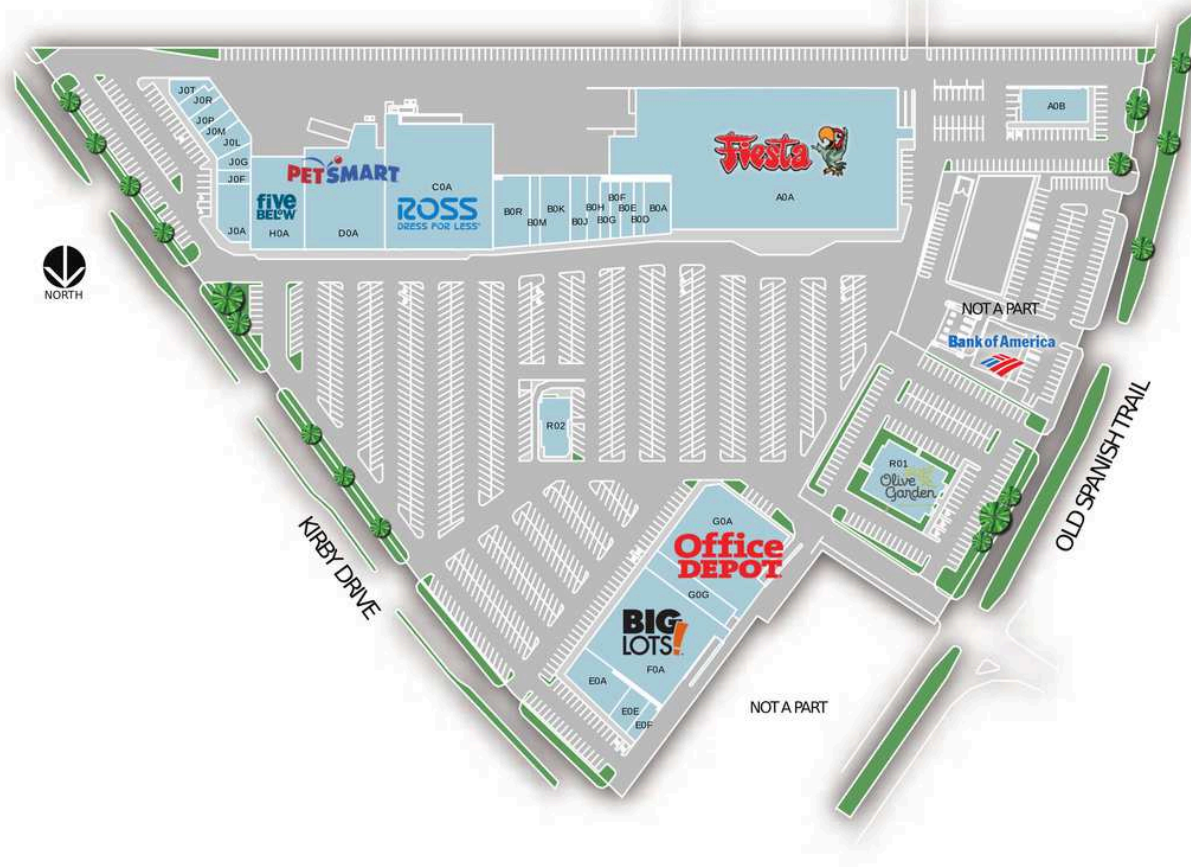 J0T
J0R
J0P
J0M
J0L
J0G
J0F
J0A
PETSMART
five
BELOW
H0A
D0A
C0A
ROSS
DRESS FOR LESS
B0R
B0M
B0K
B0J
B0H
B0G
B0F
B0E
B0D
B0A
Fiesta
A0A
A0B
NORTH
NOT A PART
Bank of America
R02
R01
Olive
Garden
OLD SPANISH TRAIL
KIRBY DRIVE
G0A
Office
DEPOT
G0G
BIG
LOTS!
F0A
E0A
E0E
E0F
NOT A PART